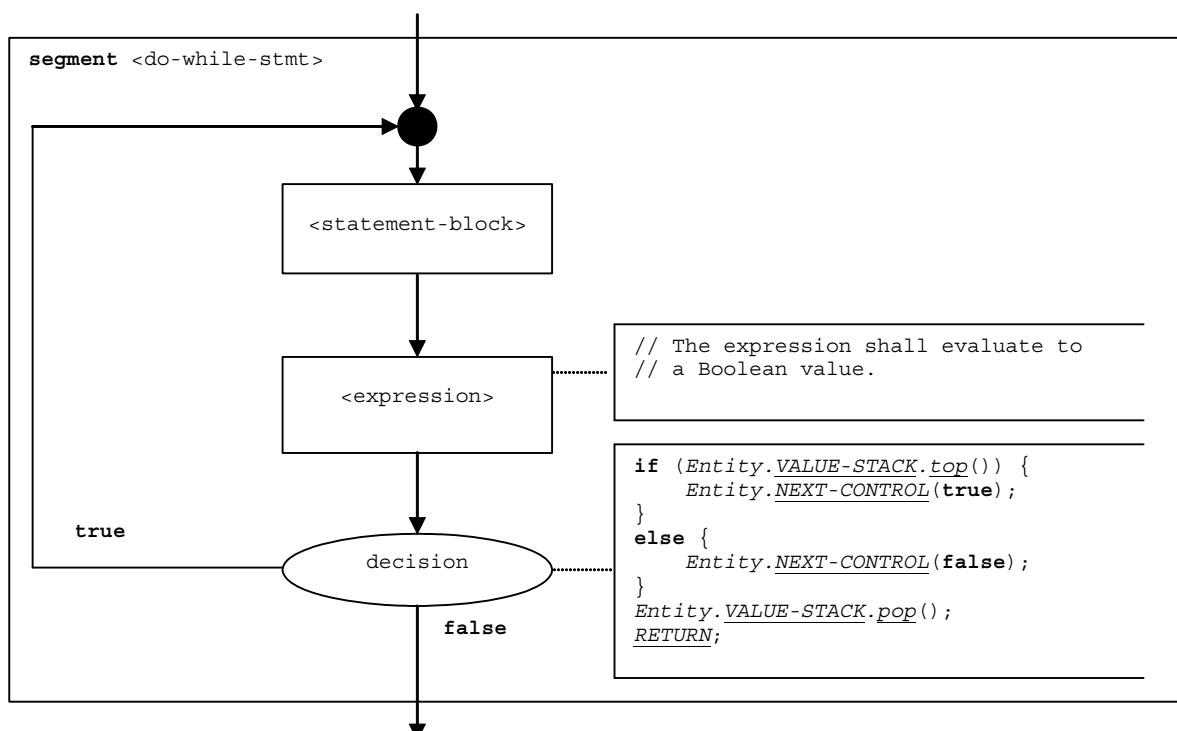 segment <do-while-stmt>
<statement-block>
// The expression shall evaluate to
// a Boolean value.
<expression>
if (Entity.VALUE-STACK.top()) {
    Entity.NEXT-CONTROL(true);
}
else {
    Entity.NEXT-CONTROL(false);
}
Entity.VALUE-STACK.pop();
RETURN;
true
decision
false